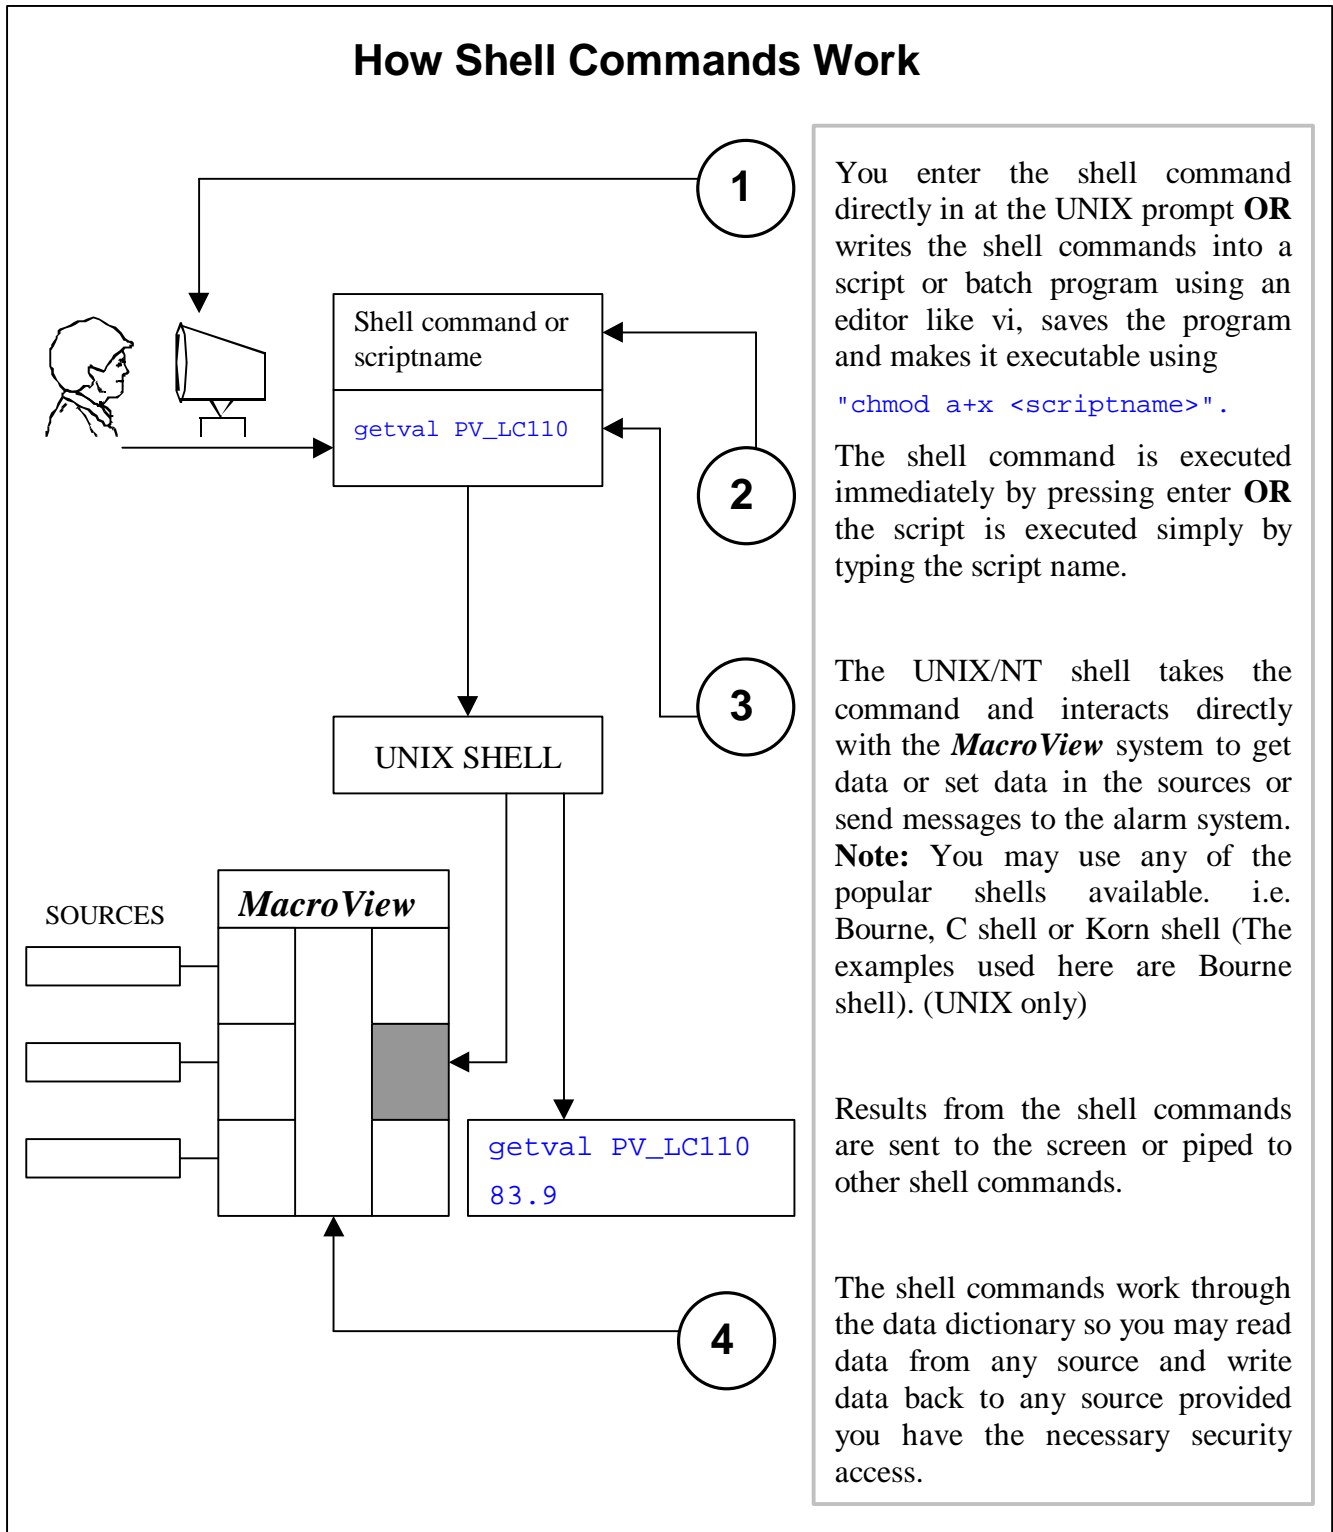 How Shell Commands Work
1
Shell command or
scriptname
getval PV_LC110
2
3
UNIX SHELL
SOURCES
MacroView
getval PV_LC110
83.9
4
You enter the shell command
directly in at the UNIX prompt OR
writes the shell commands into a
script or batch program using an
editor like vi, saves the program
and makes it executable using
"chmod a+x <scriptname>".
The shell command is executed
immediately by pressing enter OR
the script is executed simply by
typing the script name.
The UNIX/NT shell takes the
command and interacts directly
with the MacroView system to get
data or set data in the sources or
send messages to the alarm system.
Note: You may use any of the
popular shells available. i.e.
Bourne, C shell or Korn shell (The
examples used here are Bourne
shell). (UNIX only)
Results from the shell commands
are sent to the screen or piped to
other shell commands.
The shell commands work through
the data dictionary so you may read
data from any source and write
data back to any source provided
you have the necessary security
access.